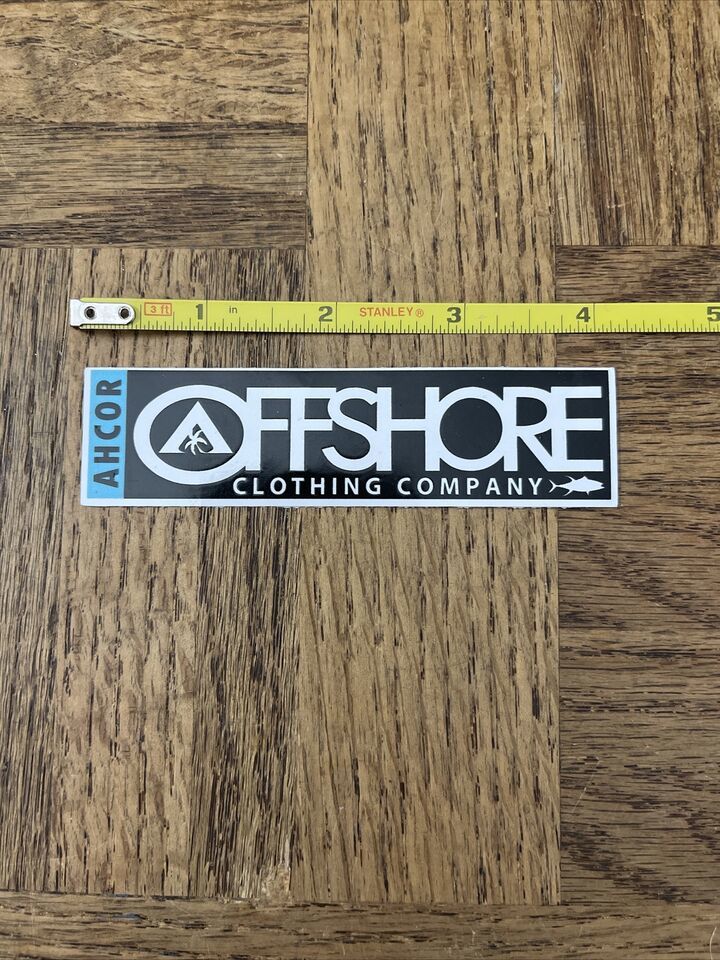 3 ft 1 in 2 STANLEY® 3 4 5
AHCOR
OFFSHORE
CLOTHING COMPANY